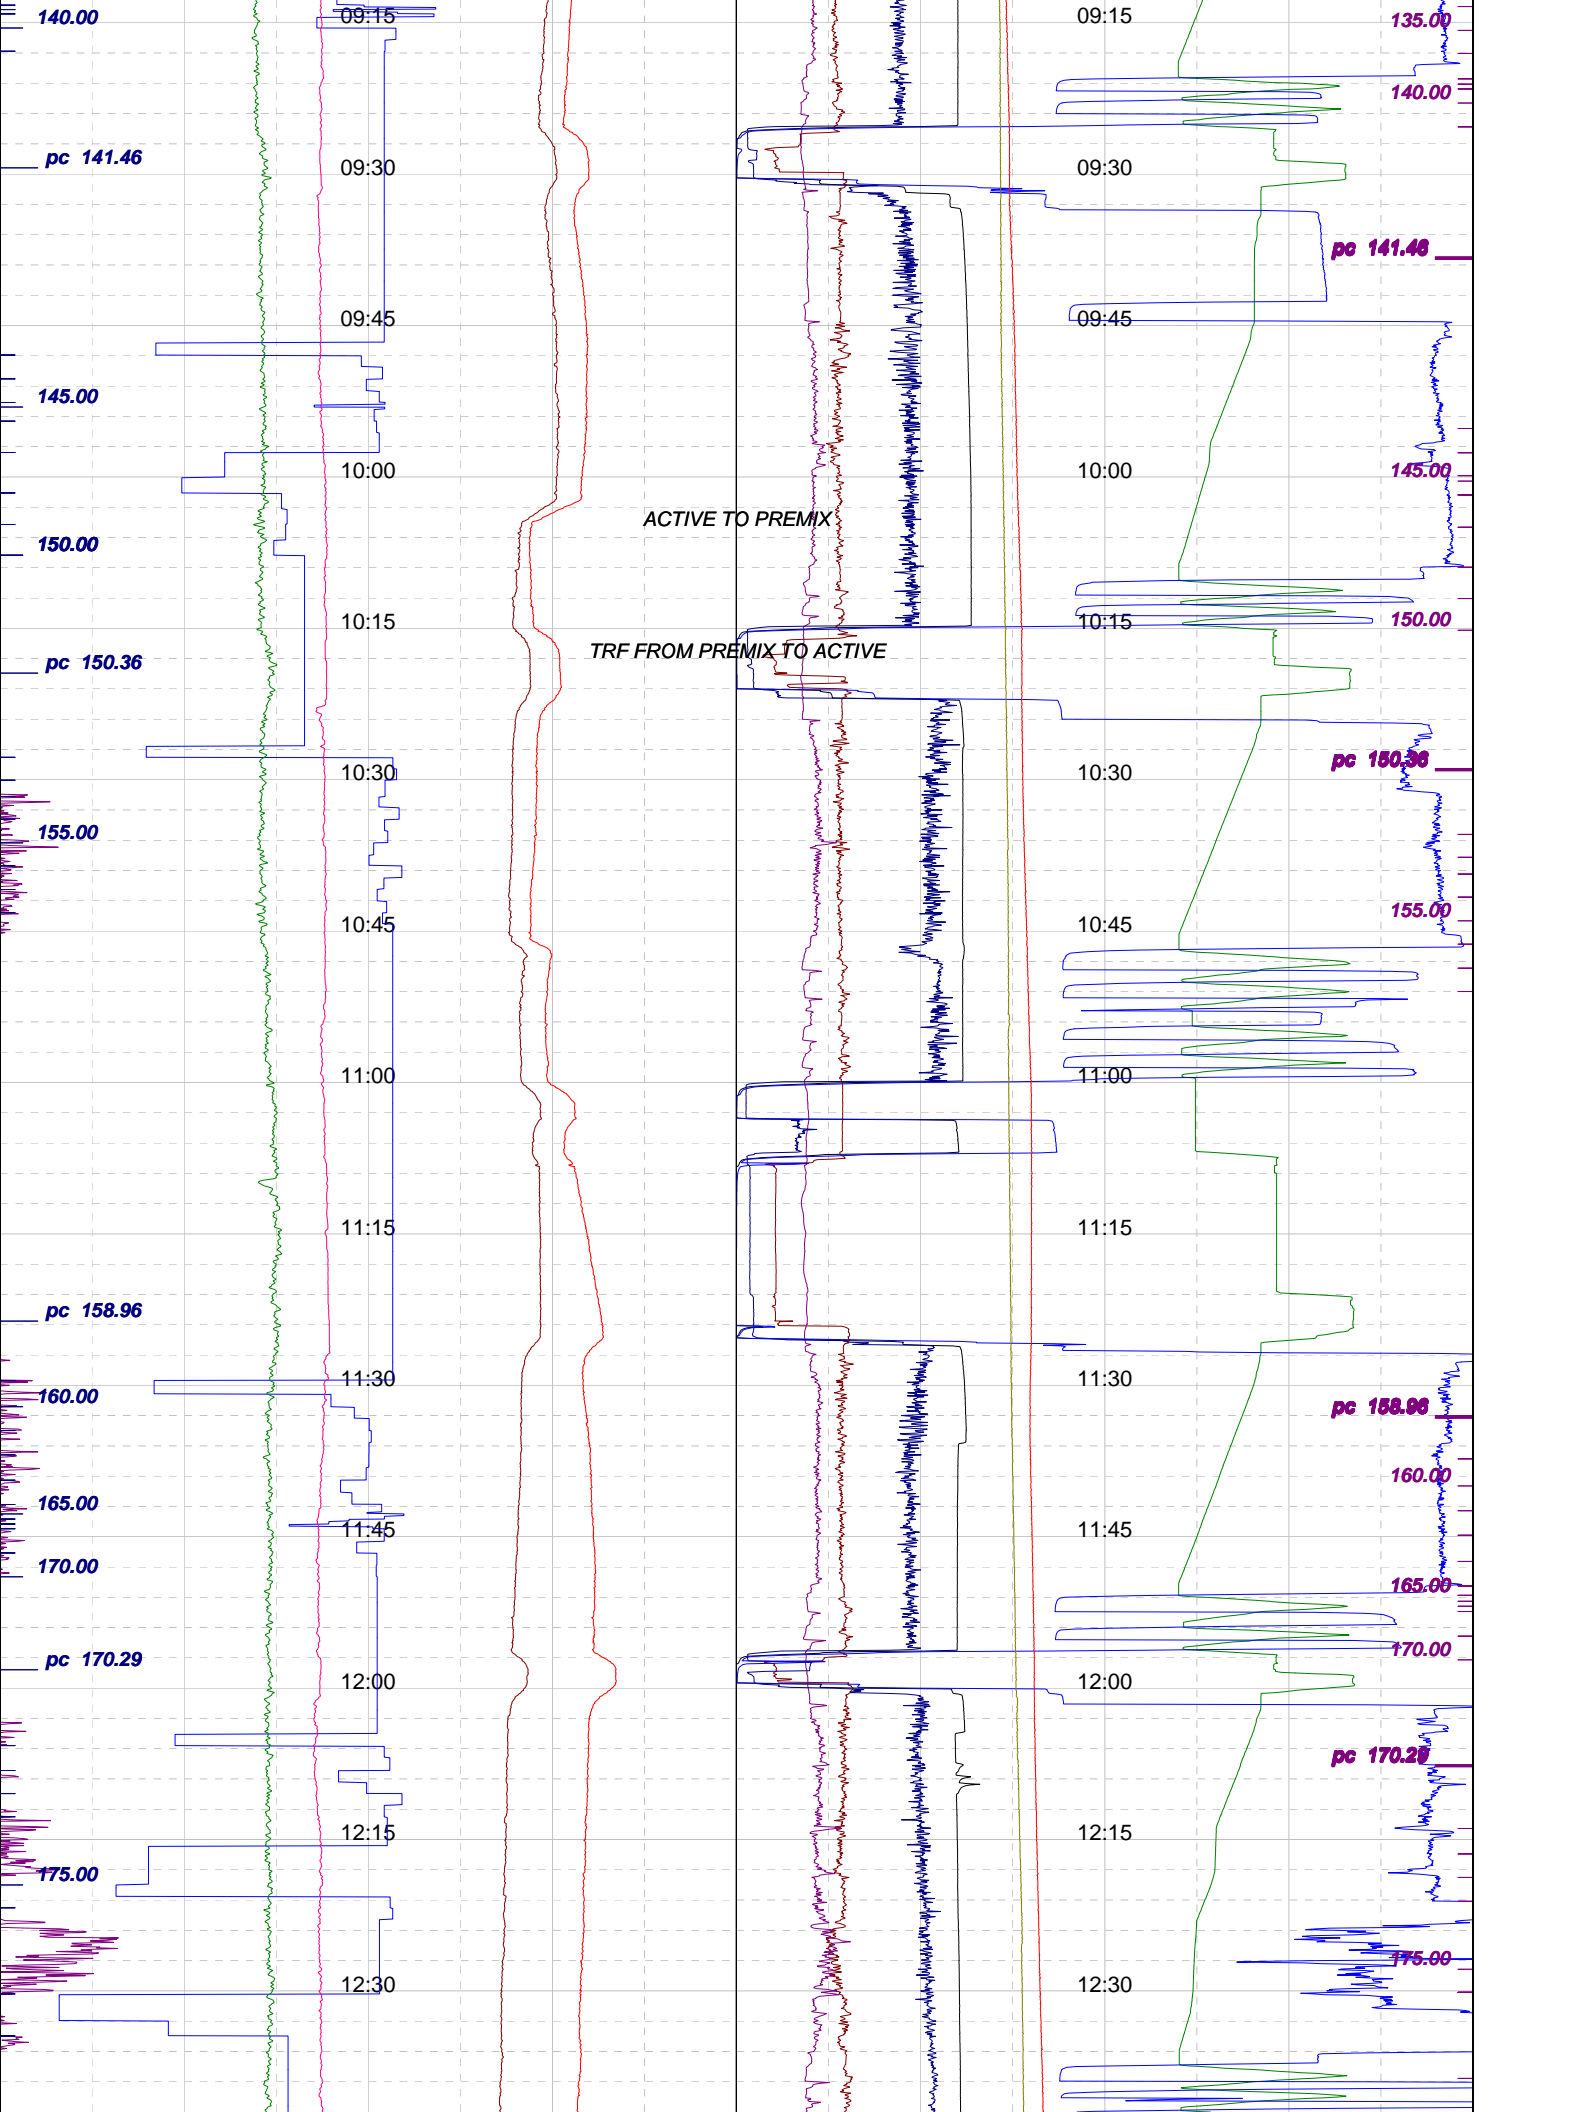 140.00 09:15 09:15 135.00
140.00
pc 141.46 09:30 09:30
pc 141.46
09:45 09:45
145.00
10:00 10:00 145.00
ACTIVE TO PREMIX
150.00
10:15 10:15 150.00
TRF FROM PREMIX TO ACTIVE
pc 150.36
pc 150.36
10:30 10:30
155.00
155.00
10:45 10:45
11:00 11:00
11:15 11:15
pc 158.96
11:30 11:30
160.00
pc 158.96
160.00
165.00
11:45 11:45
170.00
165.00
170.00
pc 170.29
12:00 12:00
pc 170.29
12:15 12:15
175.00
175.00
12:30 12:30